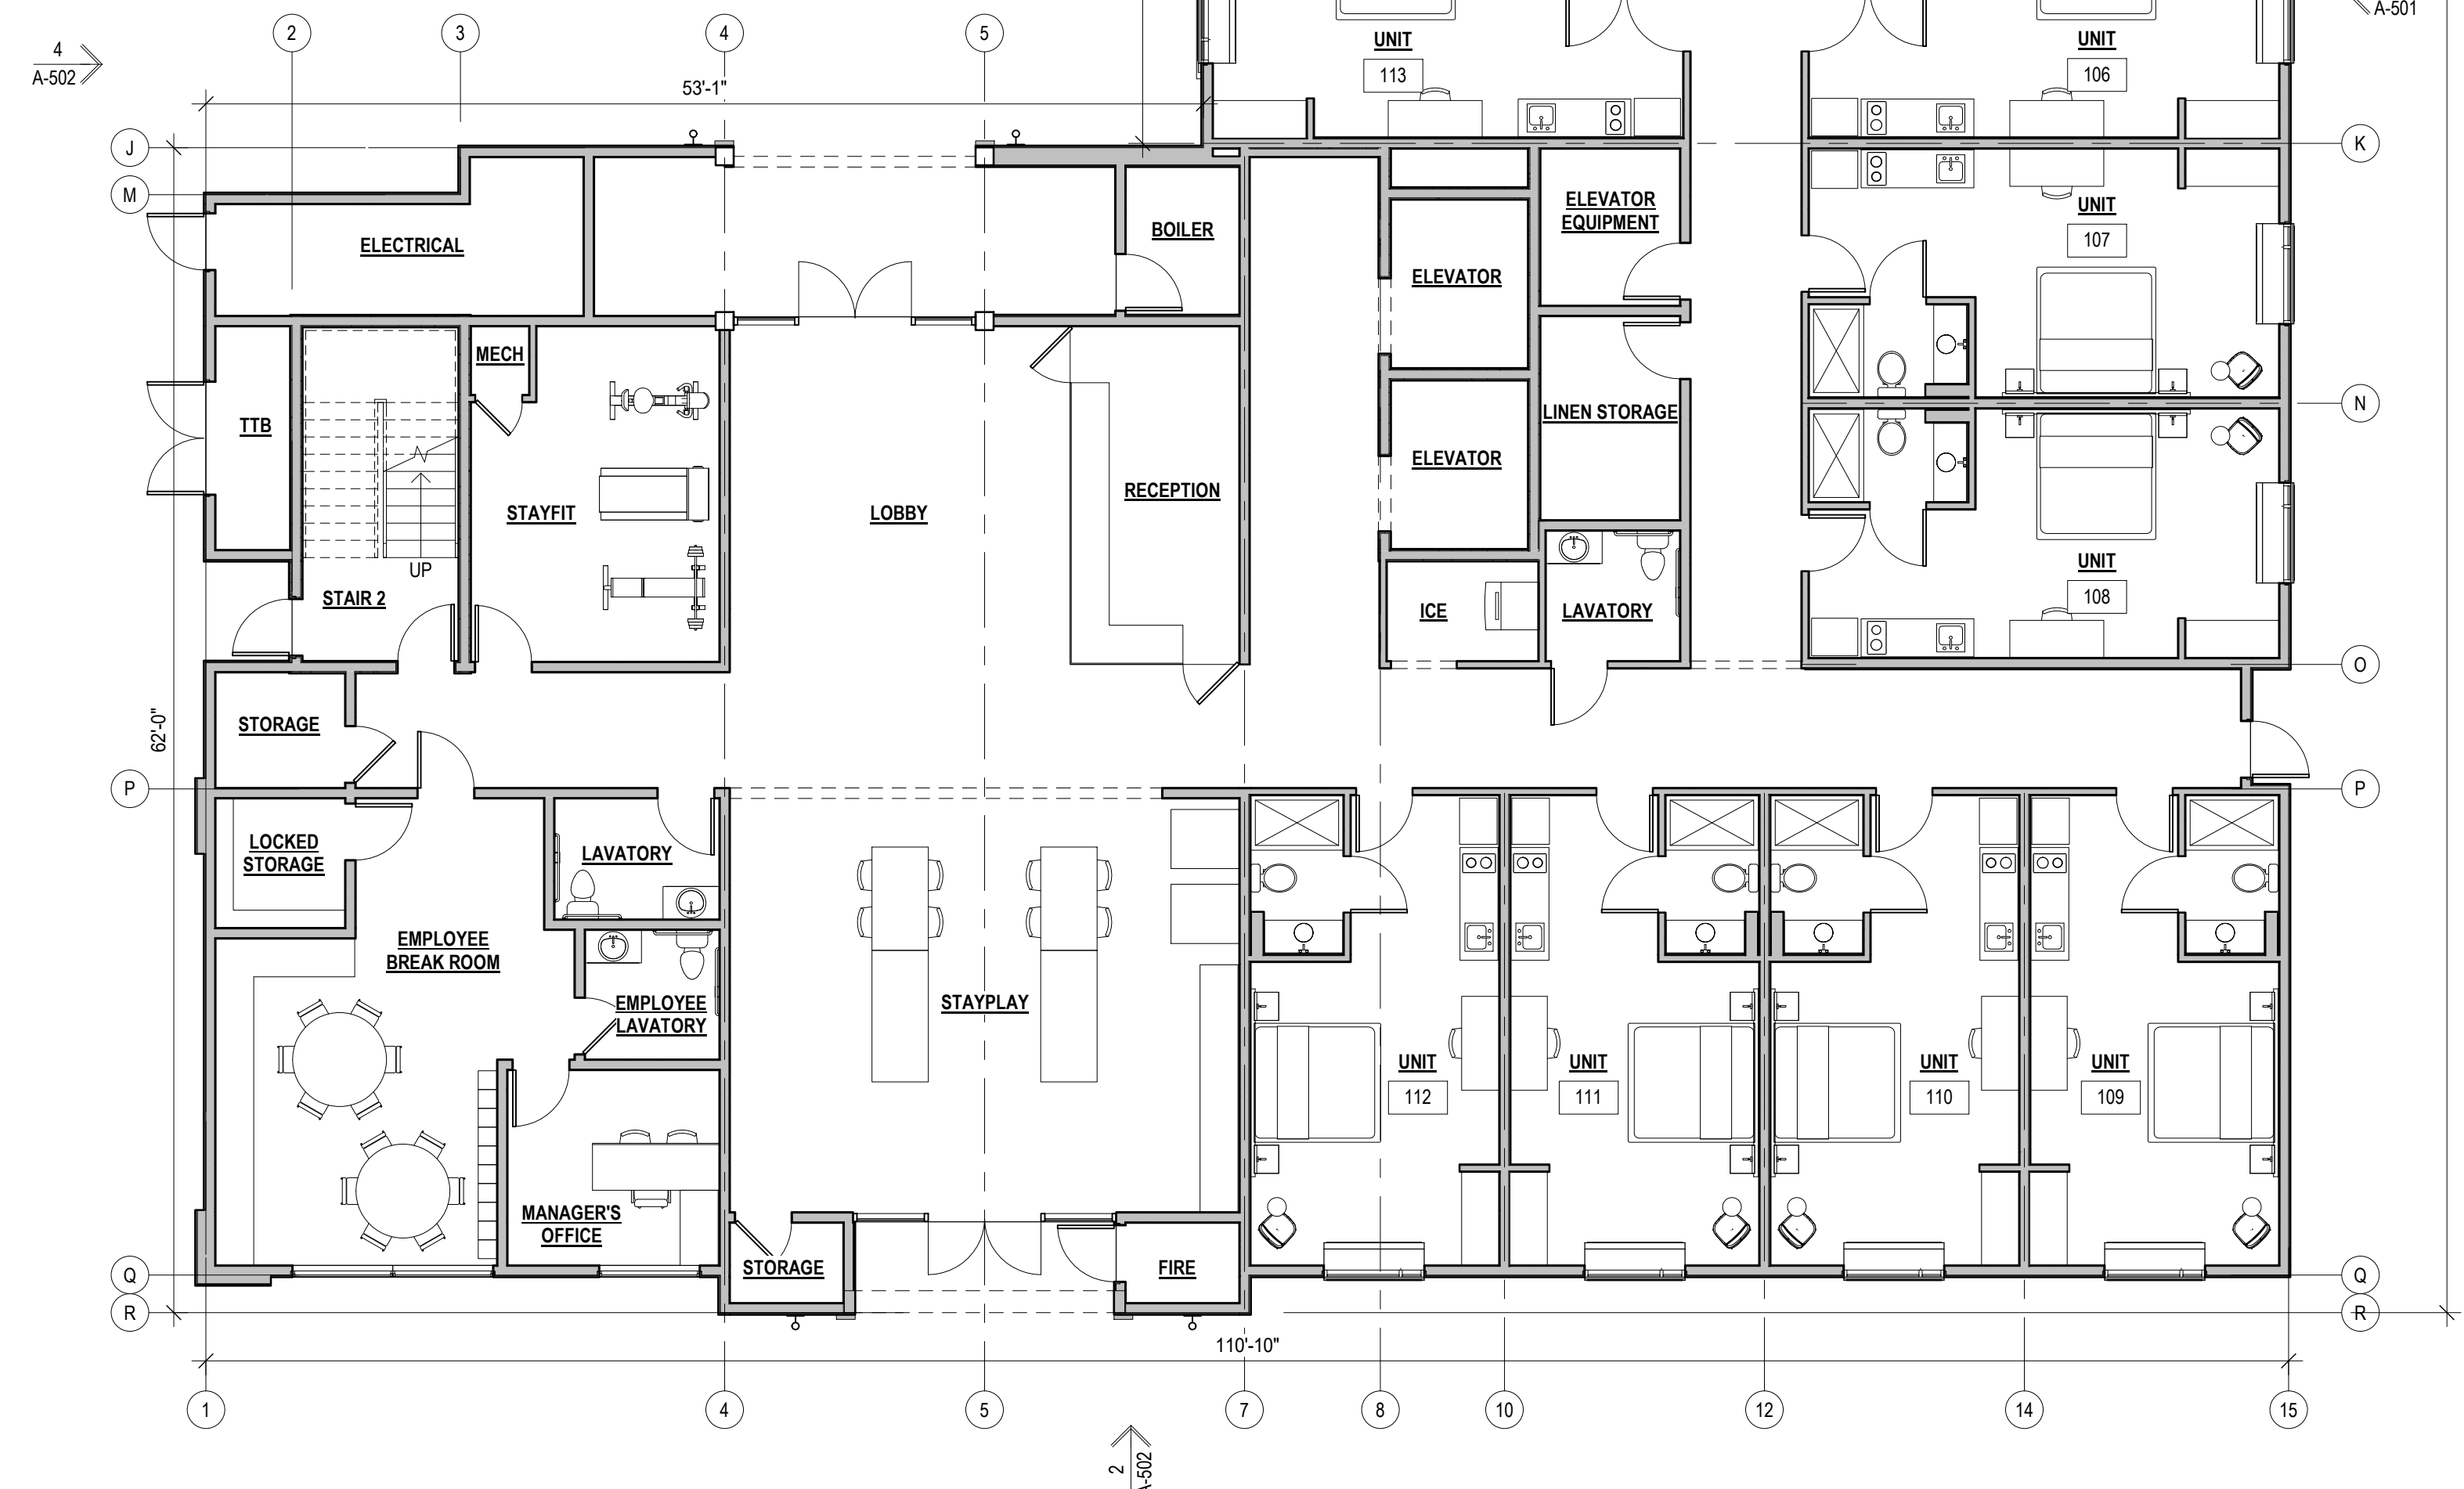 A-501
2
3
4
5
4
A-502
53'-1"
UNIT
113
UNIT
106
J
K
M
ELECTRICAL
BOILER
ELEVATOR
EQUIPMENT
UNIT
107
ELEVATOR
MECH
TTB
LINEN STORAGE
N
ELEVATOR
STAYFIT
LOBBY
RECEPTION
UP
STAIR 2
ICE
LAVATORY
UNIT
108
O
62'-0"
STORAGE
P
P
LOCKED
STORAGE
LAVATORY
EMPLOYEE
BREAK ROOM
EMPLOYEE
LAVATORY
STAYPLAY
UNIT
112
UNIT
111
UNIT
110
UNIT
109
MANAGER'S
OFFICE
STORAGE
FIRE
Q
Q
R
R
110'-10"
1
4
5
7
8
10
12
14
15
2
A-502